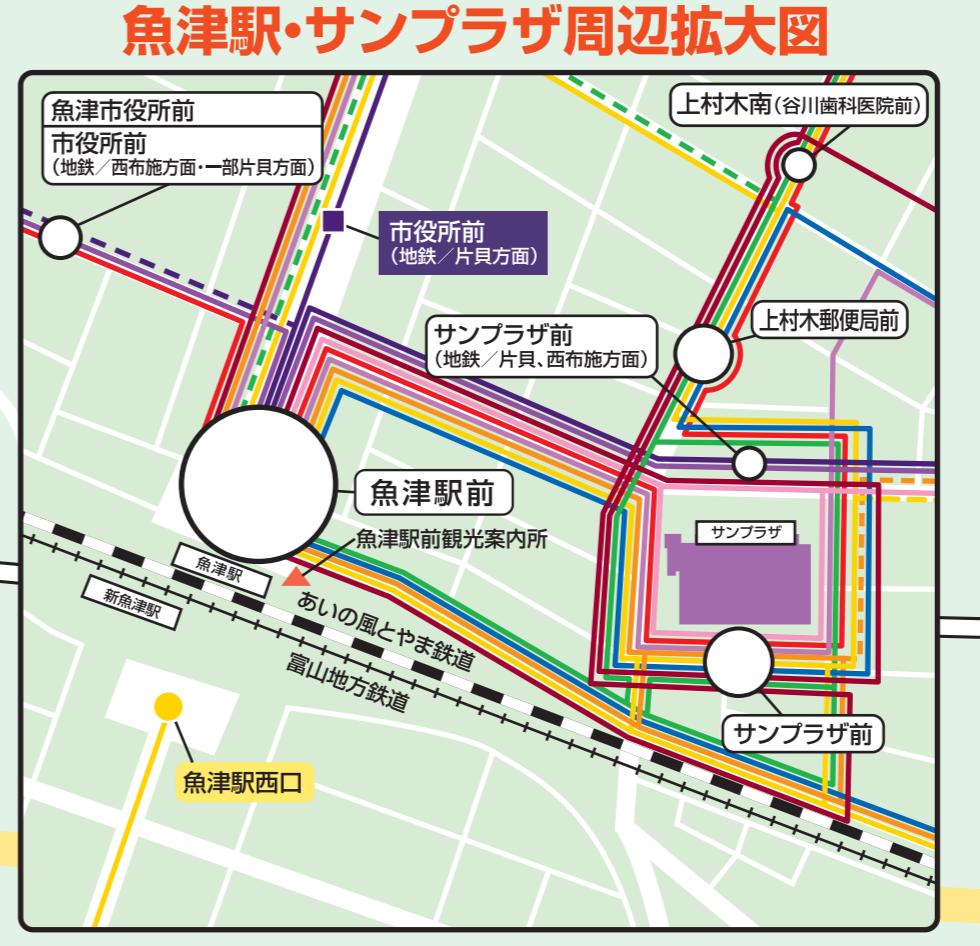 魚津駅・サンプラザ周辺拡大図
魚津市役所前
市役所前
(地鉄／西布施方面・一部片貝方面)
上村木南(谷川歯科医院前)
市役所前
(地鉄／片貝方面)
サンプラザ前
(地鉄／片貝、西布施方面)
上村木郵便局前
魚津駅前
サンプラザ
魚津駅前観光案内所
魚津駅
新魚津駅
あいの風とやま鉄道
富山地方鉄道
サンプラザ前
魚津駅西口